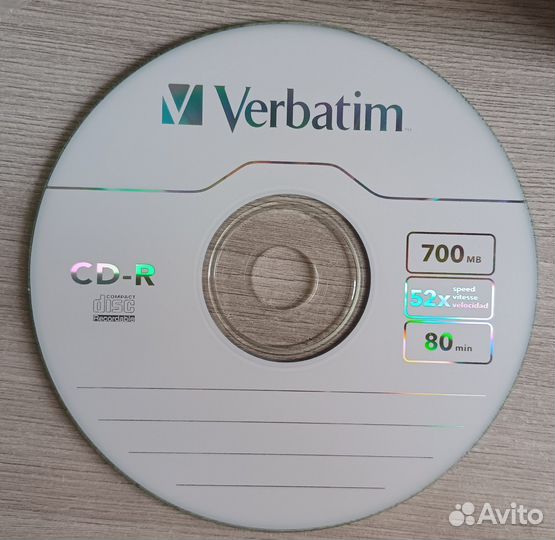 Verbatim
CD-R
COMPACT
disc
Recordable
700 MB
52x speed
vitesse
velocidad
80 min
Avito